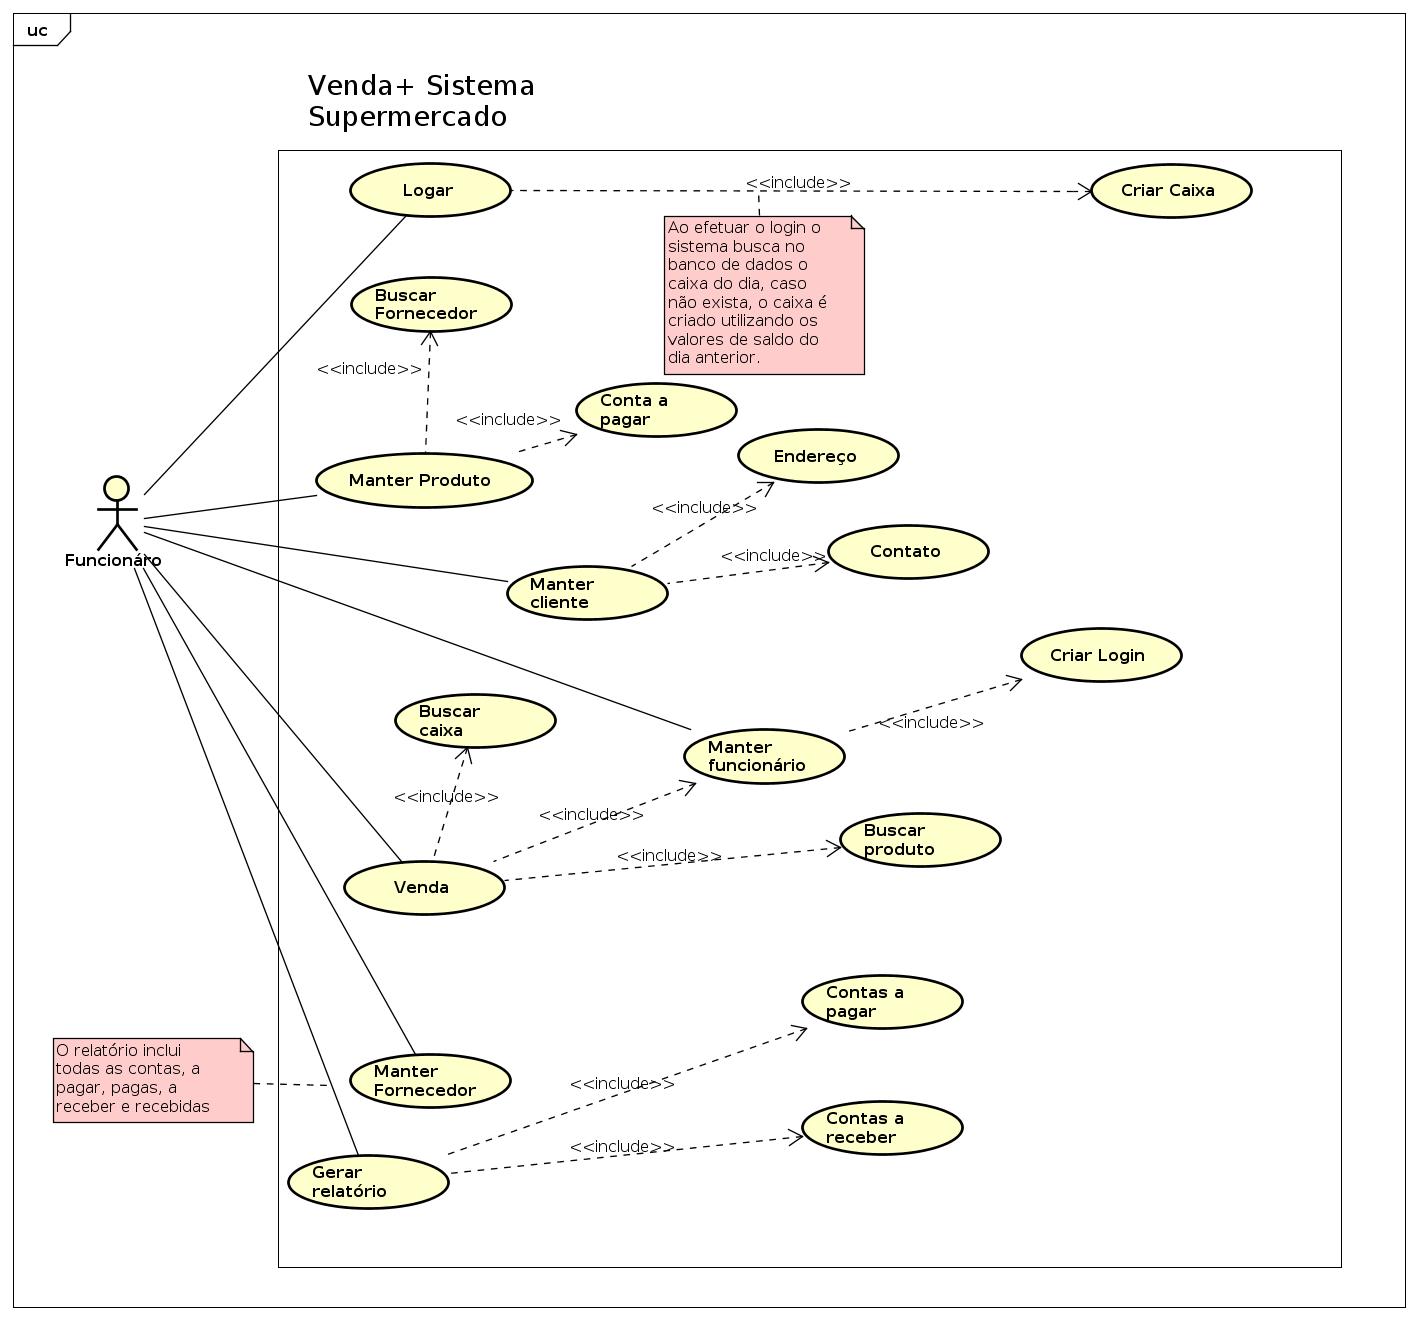 uc
Venda+ Sistema
Supermercado
Logar
<<include>>
Criar Caixa
Ao efetuar o login o
sistema busca no
banco de dados o
caixa do dia, caso
não exista, o caixa é
criado utilizando os
valores de saldo do
dia anterior.
Buscar
Fornecedor
<<include>>
Conta a
pagar
<<include>>
Manter Produto
Endereço
<<include>>
Contato
<<include>>
Manter
cliente
Funcionáro
Criar Login
<<include>>
Buscar
caixa
Manter
funcionário
<<include>>
<<include>>
Buscar
produto
<<include>>
Venda
Contas a
pagar
O relatório inclui
todas as contas, a
pagar, pagas, a
receber e recebidas
Manter
Fornecedor
<<include>>
Contas a
receber
<<include>>
Gerar
relatório